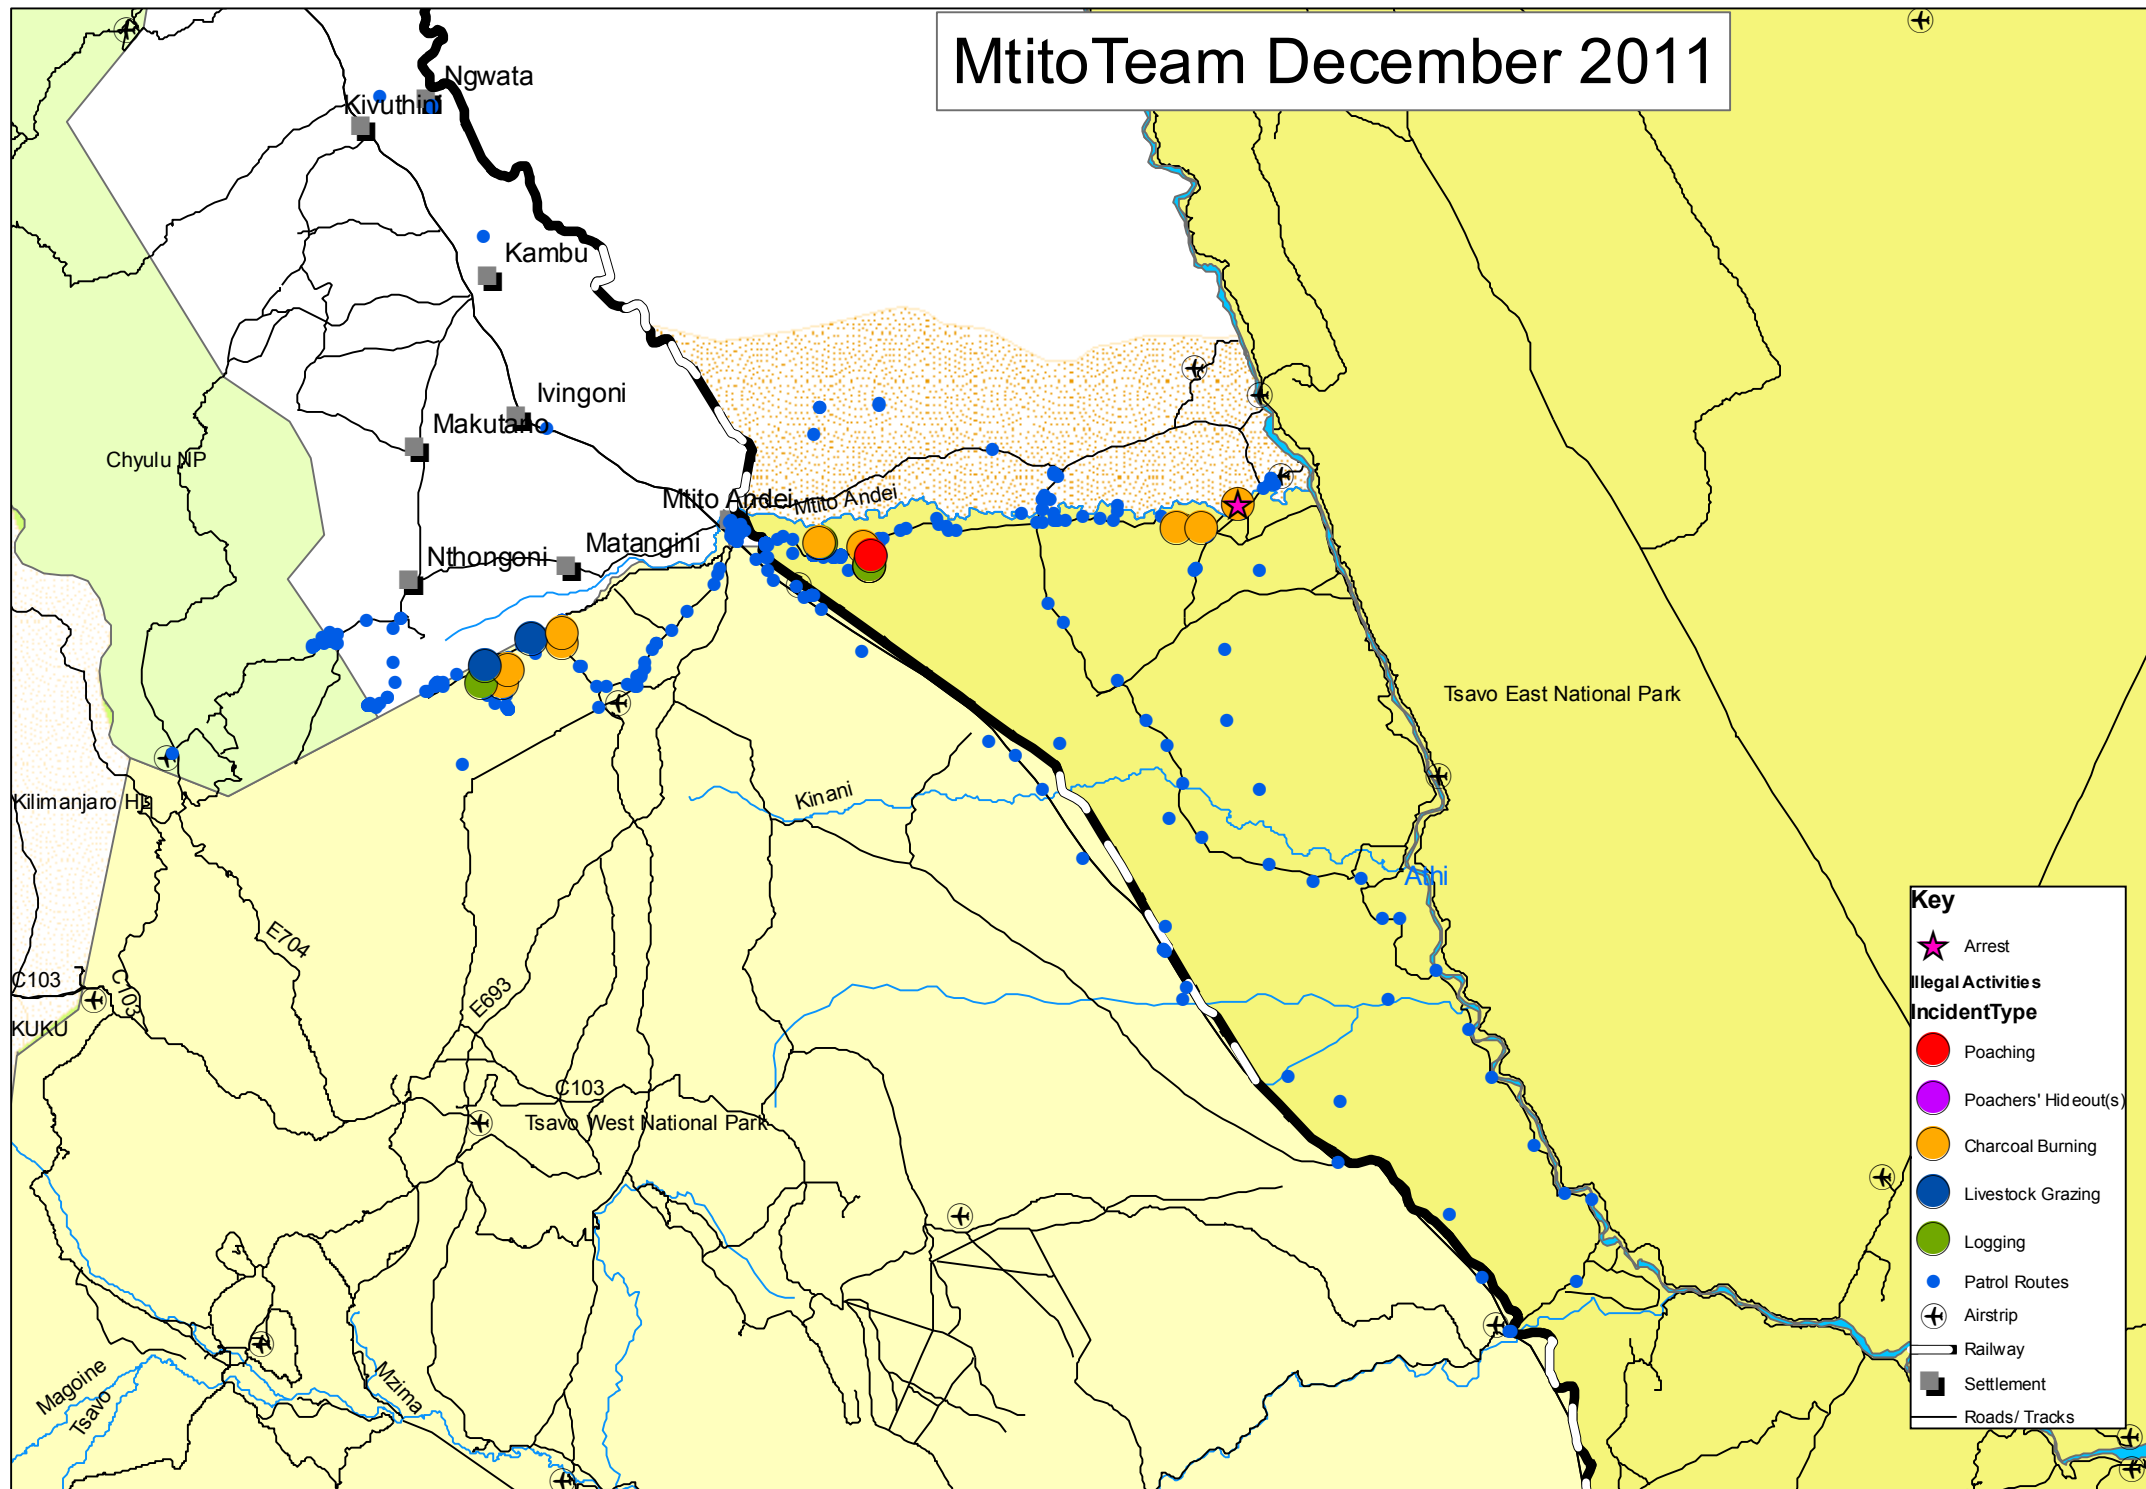 MtitoTeam December 2011
Ngwata
Kivuthini
Kambu
Ivingoni
Makutano
Chyulu NP
Mtito Andei
Mtito Andei
Nthongoni
Matangini
Tsavo East National Park
Kilimanjaro
Kinani
Athi
E704
C103
C103
E693
KUKU
C103
Tsavo West National Park
Magoine
Tsavo
Mzima
Key
Arrest
Illegal Activities
IncidentType
Poaching
Poachers' Hideout(s)
Charcoal Burning
Livestock Grazing
Logging
Patrol Routes
Airstrip
Railway
Settlement
Roads/ Tracks